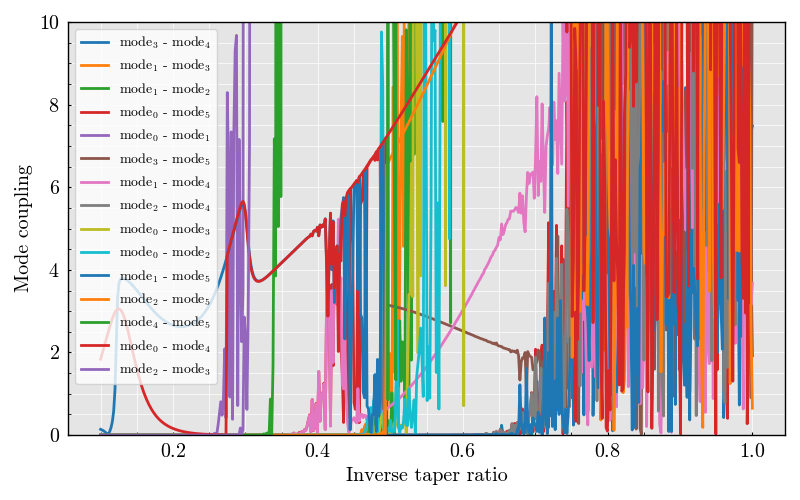 10
8
6
4
2
0
Mode coupling
mode₃ - mode₄
mode₁ - mode₃
mode₁ - mode₂
mode₀ - mode₅
mode₀ - mode₁
mode₃ - mode₅
mode₁ - mode₄
mode₂ - mode₄
mode₀ - mode₃
mode₀ - mode₂
mode₁ - mode₅
mode₂ - mode₅
mode₄ - mode₅
mode₀ - mode₄
mode₂ - mode₃
0.2 0.4 0.6 0.8 1.0
Inverse taper ratio